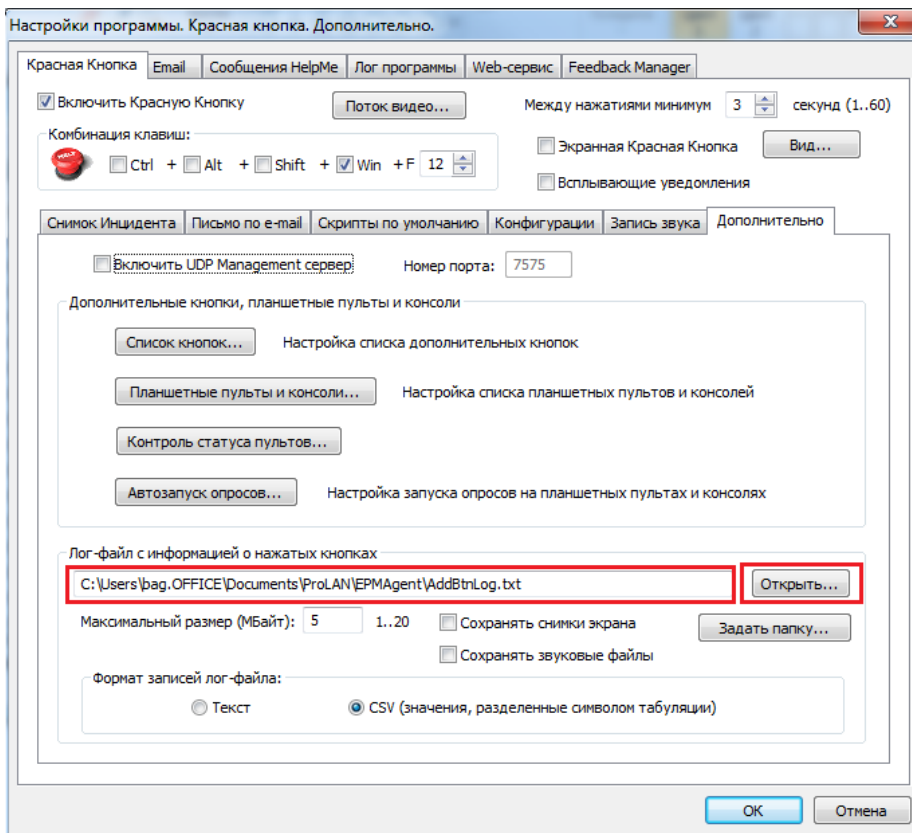 Настройки программы. Красная кнопка. Дополнительно.
Красная Кнопка Email Сообщения HelpMe Лог программы Web-сервис Feedback Manager
Включить Красную Кнопку Поток видео... Между нажатиями минимум 3 секунд (1..60)
Комбинация клавиш:
HELP Ctrl + Alt + Shift + Win + F 12
Экранная Красная Кнопка Вид...
Всплывающие уведомления
Снимок Инцидента Письмо по e-mail Скрипты по умолчанию Конфигурации Запись звука Дополнительно
Включить UDP Management сервер Номер порта: 7575
Дополнительные кнопки, планшетные пульты и консоли
Список кнопок... Настройка списка дополнительных кнопок
Планшетные пульты и консоли... Настройка списка планшетных пультов и консолей
Контроль статуса пультов...
Автозапуск опросов... Настройка запуска опросов на планшетных пультах и консолях
Лог-файл с информацией о нажатых кнопках
C:\Users\bag.OFFICE\Documents\ProLAN\EPMAgent\AddBtnLog.txt Открыть...
Максимальный размер (МБайт): 5 1..20 Сохранять снимки экрана Задать папку...
Сохранять звуковые файлы
Формат записей лог-файла:
Текст CSV (значения, разделенные символом табуляции)
OK Отмена